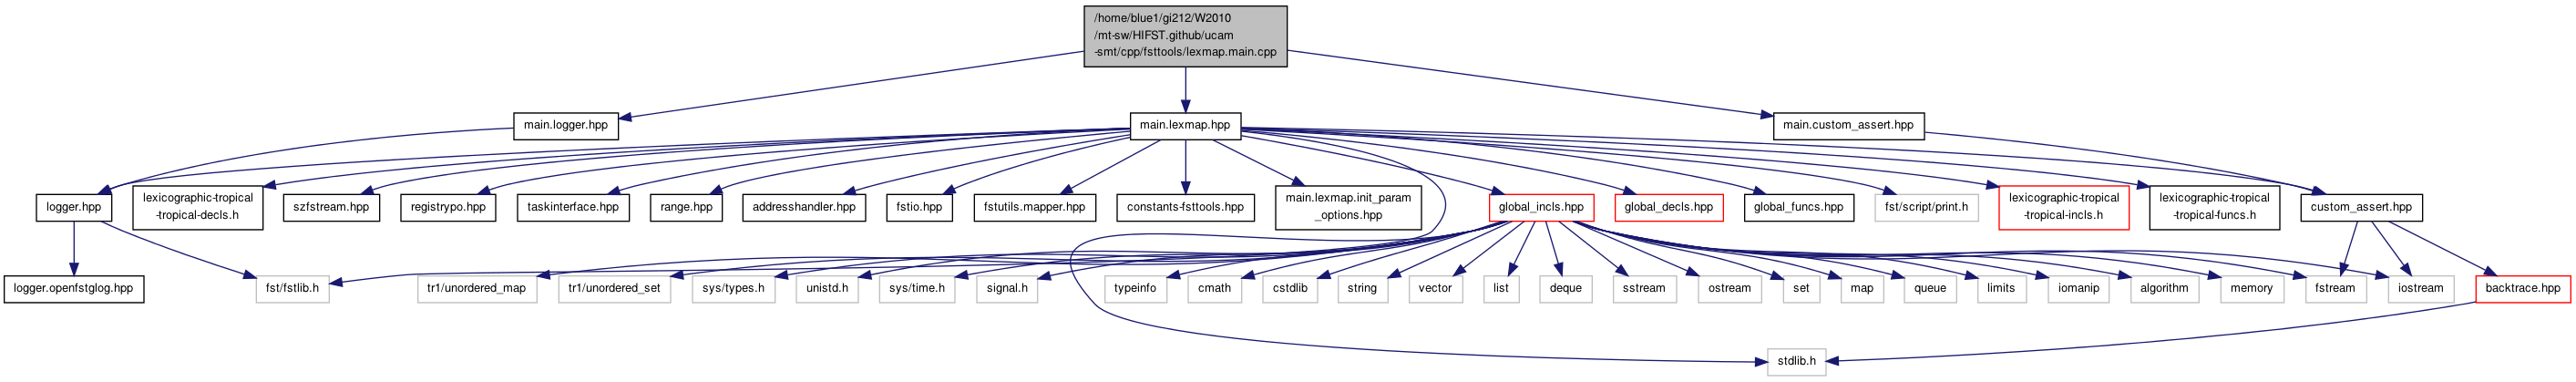 /home/blue1/gi212/W2010
/mt-sw/HIFST.github/ucam
-smt/cpp/fsttools/lexmap.main.cpp
main.logger.hpp
main.lexmap.hpp
main.custom_assert.hpp
logger.hpp
lexicographic-tropical
-tropical-decls.h
szfstream.hpp
registrypo.hpp
taskinterface.hpp
range.hpp
addresshandler.hpp
fstio.hpp
fstutils.mapper.hpp
constants-fsttools.hpp
main.lexmap.init_param
_options.hpp
global_incls.hpp
global_decls.hpp
global_funcs.hpp
fst/script/print.h
lexicographic-tropical
-tropical-incls.h
lexicographic-tropical
-tropical-funcs.h
custom_assert.hpp
logger.openfstglog.hpp
fst/fstlib.h
tr1/unordered_map
tr1/unordered_set
sys/types.h
unistd.h
sys/time.h
signal.h
typeinfo
cmath
cstdlib
string
vector
list
deque
sstream
ostream
set
map
queue
limits
iomanip
algorithm
memory
fstream
iostream
backtrace.hpp
stdlib.h